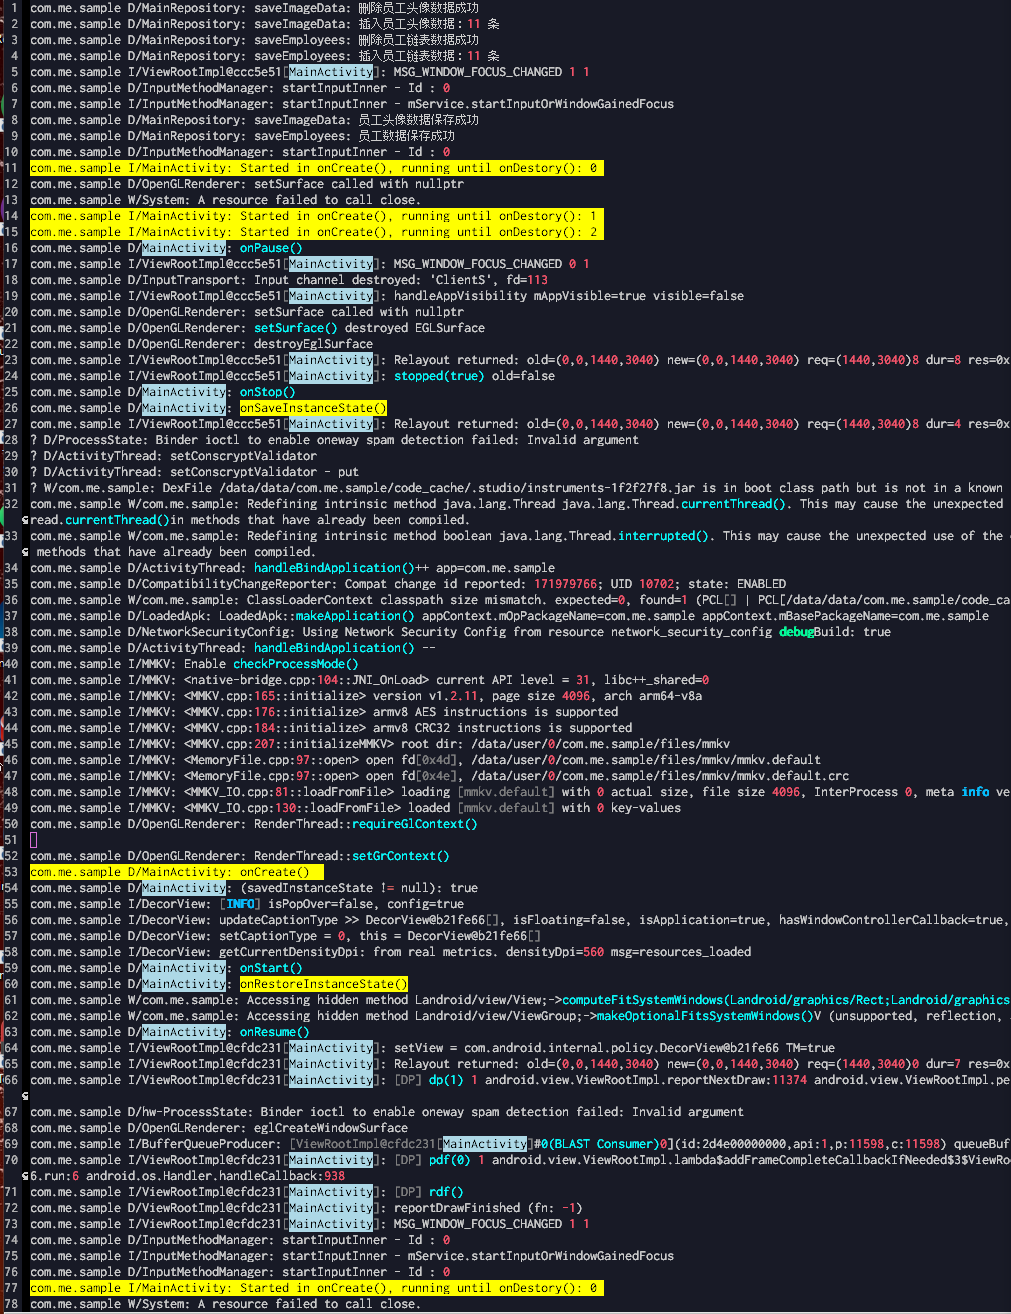 1 com.me.sample D/MainRepository: saveImageData: 删除员工头像数据成功
2 com.me.sample D/MainRepository: saveImageData: 插入员工头像数据：11 条
3 com.me.sample D/MainRepository: saveEmployees: 删除员工链表数据成功
4 com.me.sample D/MainRepository: saveEmployees: 插入员工链表数据：11 条
5 com.me.sample I/ViewRootImpl@ccc5e51[MainActivity]: MSG_WINDOW_FOCUS_CHANGED 1 1
6 com.me.sample D/InputMethodManager: startInputInner - Id : 0
7 com.me.sample I/InputMethodManager: startInputInner - mService.startInputOrWindowGainedFocus
8 com.me.sample D/MainRepository: saveImageData: 员工头像数据保存成功
9 com.me.sample D/MainRepository: saveEmployees: 员工数据保存成功
10 com.me.sample D/InputMethodManager: startInputInner - Id : 0
11 com.me.sample I/MainActivity: Started in onCreate(), running until onDestory(): 0
12 com.me.sample D/OpenGLRenderer: setSurface called with nullptr
13 com.me.sample W/System: A resource failed to call close.
14 com.me.sample I/MainActivity: Started in onCreate(), running until onDestory(): 1
15 com.me.sample I/MainActivity: Started in onCreate(), running until onDestory(): 2
16 com.me.sample D/MainActivity: onPause()
17 com.me.sample I/ViewRootImpl@ccc5e51[MainActivity]: MSG_WINDOW_FOCUS_CHANGED 0 1
18 com.me.sample D/InputTransport: Input channel destroyed: 'ClientS', fd=113
19 com.me.sample I/ViewRootImpl@ccc5e51[MainActivity]: handleAppVisibility mAppVisible=true visible=false
20 com.me.sample D/OpenGLRenderer: setSurface called with nullptr
21 com.me.sample D/OpenGLRenderer: setSurface() destroyed EGLSurface
22 com.me.sample D/OpenGLRenderer: destroyEglSurface
23 com.me.sample I/ViewRootImpl@ccc5e51[MainActivity]: Relayout returned: old=(0,0,1440,3040) new=(0,0,1440,3040) req=(1440,3040)8 dur=8 res=0x
24 com.me.sample I/ViewRootImpl@ccc5e51[MainActivity]: stopped(true) old=false
25 com.me.sample D/MainActivity: onStop()
26 com.me.sample D/MainActivity: onSaveInstanceState()
27 com.me.sample I/ViewRootImpl@ccc5e51[MainActivity]: Relayout returned: old=(0,0,1440,3040) new=(0,0,1440,3040) req=(1440,3040)8 dur=4 res=0x
28 ? D/ProcessState: Binder ioctl to enable oneway spam detection failed: Invalid argument
29 ? D/ActivityThread: setConscryptValidator
30 ? D/ActivityThread: setConscryptValidator - put
31 ? W/com.me.sample: DexFile /data/data/com.me.sample/code_cache/.studio/instruments-1f2f27f8.jar is in boot class path but is not in a known
32 com.me.sample W/com.me.sample: Redefining intrinsic method java.lang.Thread java.lang.Thread.currentThread(). This may cause the unexpected
read.currentThread()in methods that have already been compiled.
33 com.me.sample W/com.me.sample: Redefining intrinsic method boolean java.lang.Thread.interrupted(). This may cause the unexpected use of the
methods that have already been compiled.
34 com.me.sample D/ActivityThread: handleBindApplication()++ app=com.me.sample
35 com.me.sample D/CompatibilityChangeReporter: Compat change id reported: 171979766; UID 10702; state: ENABLED
36 com.me.sample W/com.me.sample: ClassLoaderContext classpath size mismatch. expected=0, found=1 (PCL[] | PCL[/data/data/com.me.sample/code_ca
37 com.me.sample D/LoadedApk: LoadedApk::makeApplication() appContext.mOpPackageName=com.me.sample appContext.mBasePackageName=com.me.sample
38 com.me.sample D/NetworkSecurityConfig: Using Network Security Config from resource network_security_config debugBuild: true
39 com.me.sample D/ActivityThread: handleBindApplication() --
40 com.me.sample I/MMKV: Enable checkProcessMode()
41 com.me.sample I/MMKV: <native-bridge.cpp:104::JNI_OnLoad> current API level = 31, libc++_shared=0
42 com.me.sample I/MMKV: <MMKV.cpp:165::initialize> version v1.2.11, page size 4096, arch arm64-v8a
43 com.me.sample I/MMKV: <MMKV.cpp:176::initialize> armv8 AES instructions is supported
44 com.me.sample I/MMKV: <MMKV.cpp:184::initialize> armv8 CRC32 instructions is supported
45 com.me.sample I/MMKV: <MMKV.cpp:207::initializeMMKV> root dir: /data/user/0/com.me.sample/files/mmkv
46 com.me.sample I/MMKV: <MemoryFile.cpp:97::open> open fd[0x4d], /data/user/0/com.me.sample/files/mmkv/mmkv.default
47 com.me.sample I/MMKV: <MemoryFile.cpp:97::open> open fd[0x4e], /data/user/0/com.me.sample/files/mmkv/mmkv.default.crc
48 com.me.sample I/MMKV: <MMKV_IO.cpp:81::loadFromFile> loading [mmkv.default] with 0 actual size, file size 4096, InterProcess 0, meta info ve
49 com.me.sample I/MMKV: <MMKV_IO.cpp:130::loadFromFile> loaded [mmkv.default] with 0 key-values
50 com.me.sample D/OpenGLRenderer: RenderThread::requireGlContext()
51
52 com.me.sample D/OpenGLRenderer: RenderThread::setGrContext()
53 com.me.sample D/MainActivity: onCreate()
54 com.me.sample D/MainActivity: (savedInstanceState != null): true
55 com.me.sample I/DecorView: [INFO] isPopOver=false, config=true
56 com.me.sample I/DecorView: updateCaptionType >> DecorView@b21fe66[], isFloating=false, isApplication=true, hasWindowControllerCallback=true,
57 com.me.sample D/DecorView: setCaptionType = 0, this = DecorView@b21fe66[]
58 com.me.sample I/DecorView: getCurrentDensityDpi: from real metrics. densityDpi=560 msg=resources_loaded
59 com.me.sample D/MainActivity: onStart()
60 com.me.sample D/MainActivity: onRestoreInstanceState()
61 com.me.sample W/com.me.sample: Accessing hidden method Landroid/view/View;->computeFitSystemWindows(Landroid/graphics/Rect;Landroid/graphics
62 com.me.sample W/com.me.sample: Accessing hidden method Landroid/view/ViewGroup;->makeOptionalFitsSystemWindows()V (unsupported, reflection,
63 com.me.sample D/MainActivity: onResume()
64 com.me.sample I/ViewRootImpl@cfdc231[MainActivity]: setView = com.android.internal.policy.DecorView@b21fe66 TM=true
65 com.me.sample I/ViewRootImpl@cfdc231[MainActivity]: Relayout returned: old=(0,0,1440,3040) new=(0,0,1440,3040) req=(1440,3040)0 dur=7 res=0x
66 com.me.sample I/ViewRootImpl@cfdc231[MainActivity]: [DP] dp(1) 1 android.view.ViewRootImpl.reportNextDraw:11374 android.view.ViewRootImpl.pe
67 com.me.sample D/hw-ProcessState: Binder ioctl to enable oneway spam detection failed: Invalid argument
68 com.me.sample D/OpenGLRenderer: eglCreateWindowSurface
69 com.me.sample I/BufferQueueProducer: [ViewRootImpl@cfdc231[MainActivity]#0(BLAST Consumer)0](id:2d4e00000000,api:1,p:11598,c:11598) queueBuf
70 com.me.sample I/ViewRootImpl@cfdc231[MainActivity]: [DP] pdf(0) 1 android.view.ViewRootImpl.lambda$addFrameCompleteCallbackIfNeeded$3$ViewRoo
6.run:6 android.os.Handler.handleCallback:938
71 com.me.sample I/ViewRootImpl@cfdc231[MainActivity]: [DP] rdf()
72 com.me.sample I/ViewRootImpl@cfdc231[MainActivity]: reportDrawFinished (fn: -1)
73 com.me.sample I/ViewRootImpl@cfdc231[MainActivity]: MSG_WINDOW_FOCUS_CHANGED 1 1
74 com.me.sample D/InputMethodManager: startInputInner - Id : 0
75 com.me.sample I/InputMethodManager: startInputInner - mService.startInputOrWindowGainedFocus
76 com.me.sample D/InputMethodManager: startInputInner - Id : 0
77 com.me.sample I/MainActivity: Started in onCreate(), running until onDestory(): 0
78 com.me.sample W/System: A resource failed to call close.